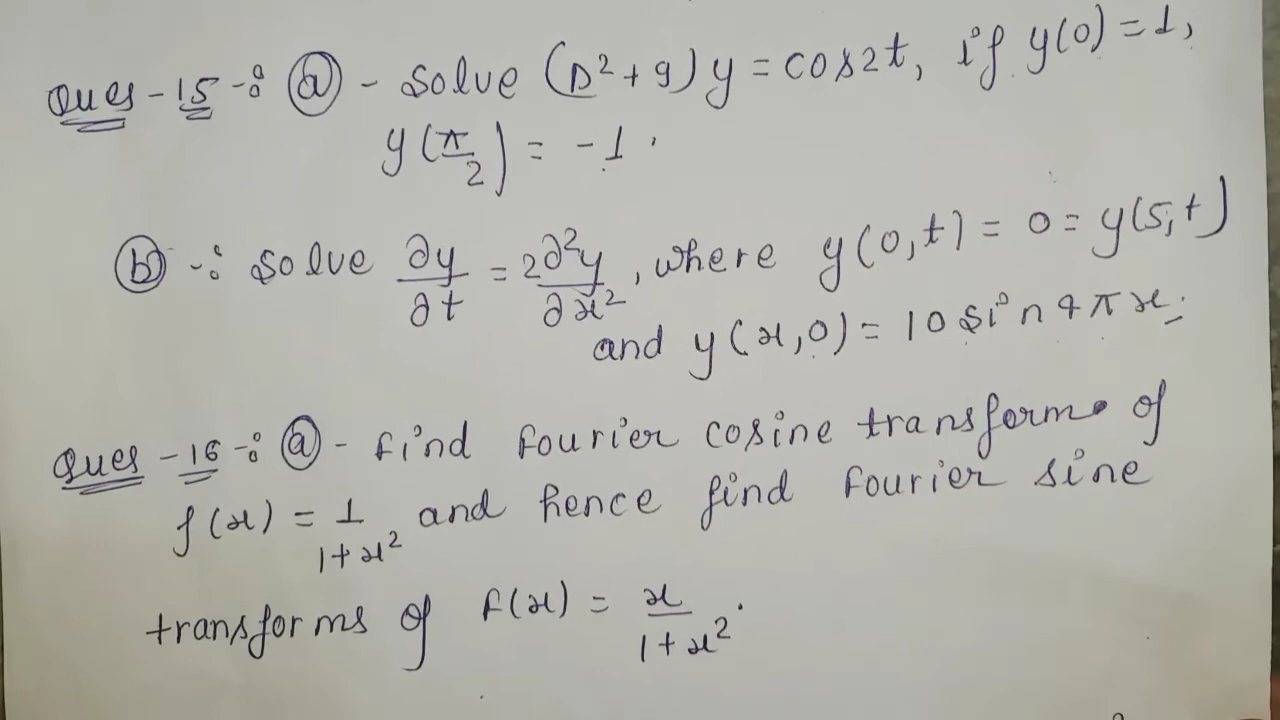 Ques-15-: (a) - solve (D²+9)y = cos2t, if y(0) = 1,
y(π/2) = -1.
(b) -: solve ∂y/∂t = 2∂²y/∂x², where y(0,t) = 0 = y(5,t)
and y(x,0) = 10 sin4πx.
Ques-16-: (a) - find fourier cosine transform of
f(x) = 1/1+x² and hence find fourier sine
transforms of F(x) = x/1+x².